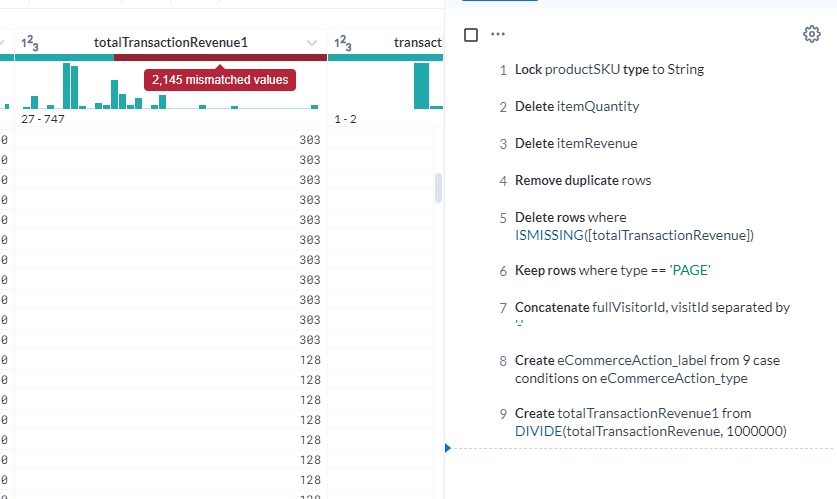 123 totalTransactionRevenue1 123 transact
2,145 mismatched values
27 - 747 1 - 2
0 303
0 303
0 303
0 303
0 303
0 303
0 303
0 303
0 303
0 303
0 303
0 128
0 128
0 128
0 128
0 128
0 128
0 128
1 Lock productSKU type to String
2 Delete itemQuantity
3 Delete itemRevenue
4 Remove duplicate rows
5 Delete rows where
ISMISSING([totalTransactionRevenue])
6 Keep rows where type == 'PAGE'
7 Concatenate fullVisitorId, visitId separated by
'-'
8 Create eCommerceAction_label from 9 case
conditions on eCommerceAction_type
9 Create totalTransactionRevenue1 from
DIVIDE(totalTransactionRevenue, 1000000)